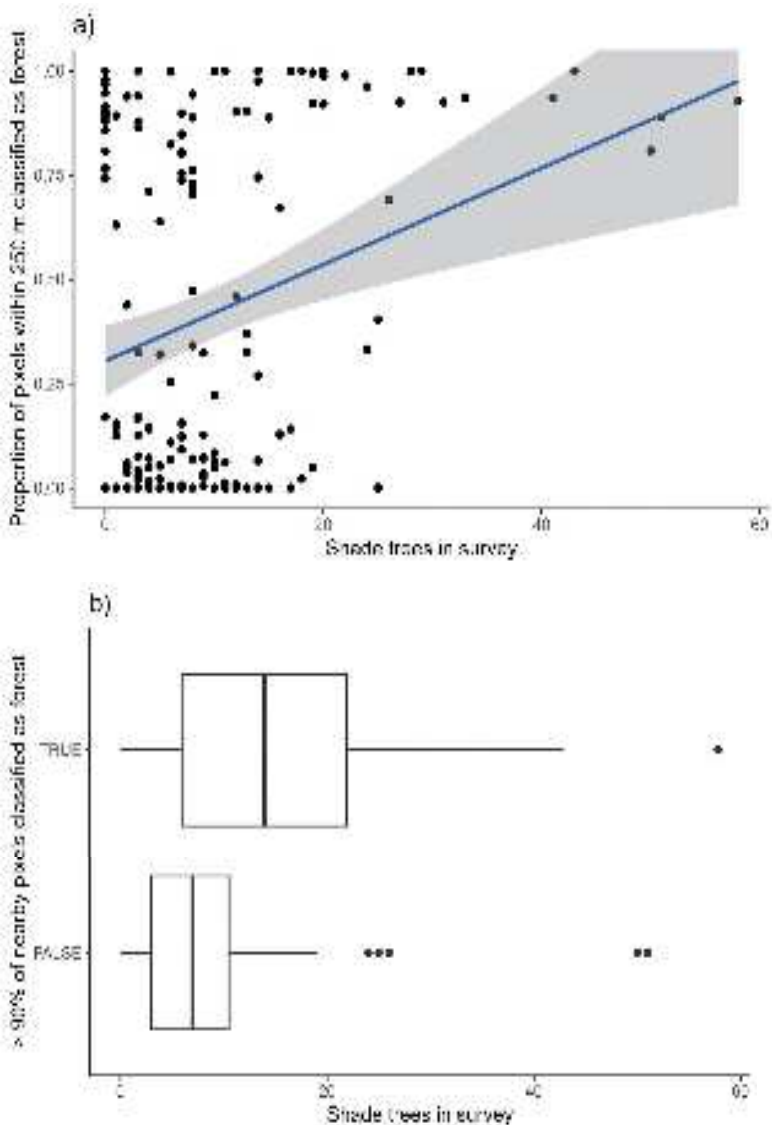 a)
Proportion of pixels within 250 m classified as forest
1.00
0.75
0.50
0.25
0.00
0
20
40
60
Shade trees in survey
b)
> 90% of nearby pixels classified as forest
TRUE
FALSE
0
20
40
60
Shade trees in survey